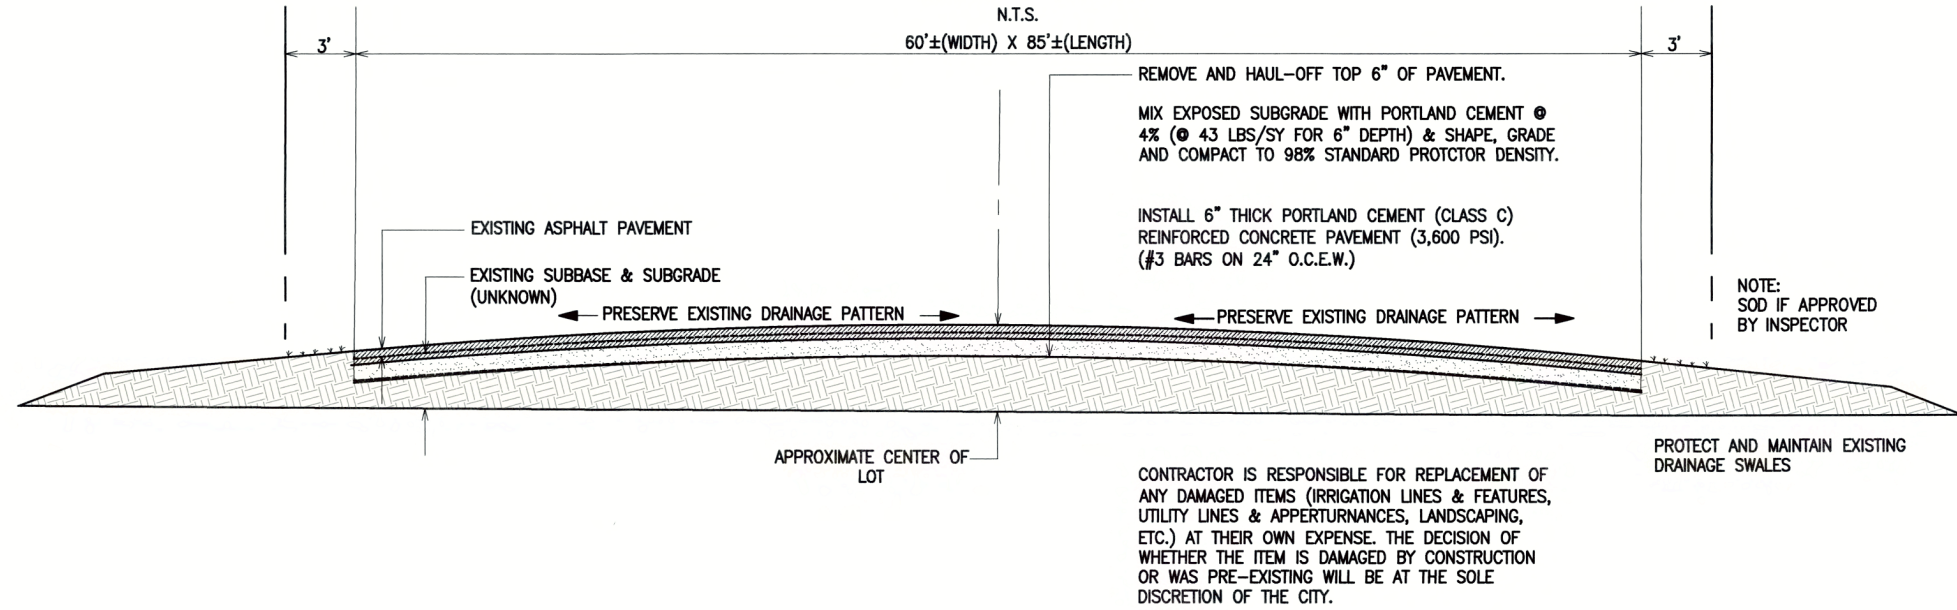 N.T.S.
60'±(WIDTH) X 85'±(LENGTH)
3'
3'
REMOVE AND HAUL-OFF TOP 6" OF PAVEMENT.
MIX EXPOSED SUBGRADE WITH PORTLAND CEMENT @
4% (@ 43 LBS/SY FOR 6" DEPTH) & SHAPE, GRADE
AND COMPACT TO 98% STANDARD PROTCTOR DENSITY.
INSTALL 6" THICK PORTLAND CEMENT (CLASS C)
REINFORCED CONCRETE PAVEMENT (3,600 PSI).
(#3 BARS ON 24" O.C.E.W.)
EXISTING ASPHALT PAVEMENT
EXISTING SUBBASE & SUBGRADE
(UNKNOWN)
PRESERVE EXISTING DRAINAGE PATTERN
PRESERVE EXISTING DRAINAGE PATTERN
NOTE:
SOD IF APPROVED
BY INSPECTOR
APPROXIMATE CENTER OF
LOT
PROTECT AND MAINTAIN EXISTING
DRAINAGE SWALES
CONTRACTOR IS RESPONSIBLE FOR REPLACEMENT OF
ANY DAMAGED ITEMS (IRRIGATION LINES & FEATURES,
UTILITY LINES & APPERTURNANCES, LANDSCAPING,
ETC.) AT THEIR OWN EXPENSE. THE DECISION OF
WHETHER THE ITEM IS DAMAGED BY CONSTRUCTION
OR WAS PRE-EXISTING WILL BE AT THE SOLE
DISCRETION OF THE CITY.